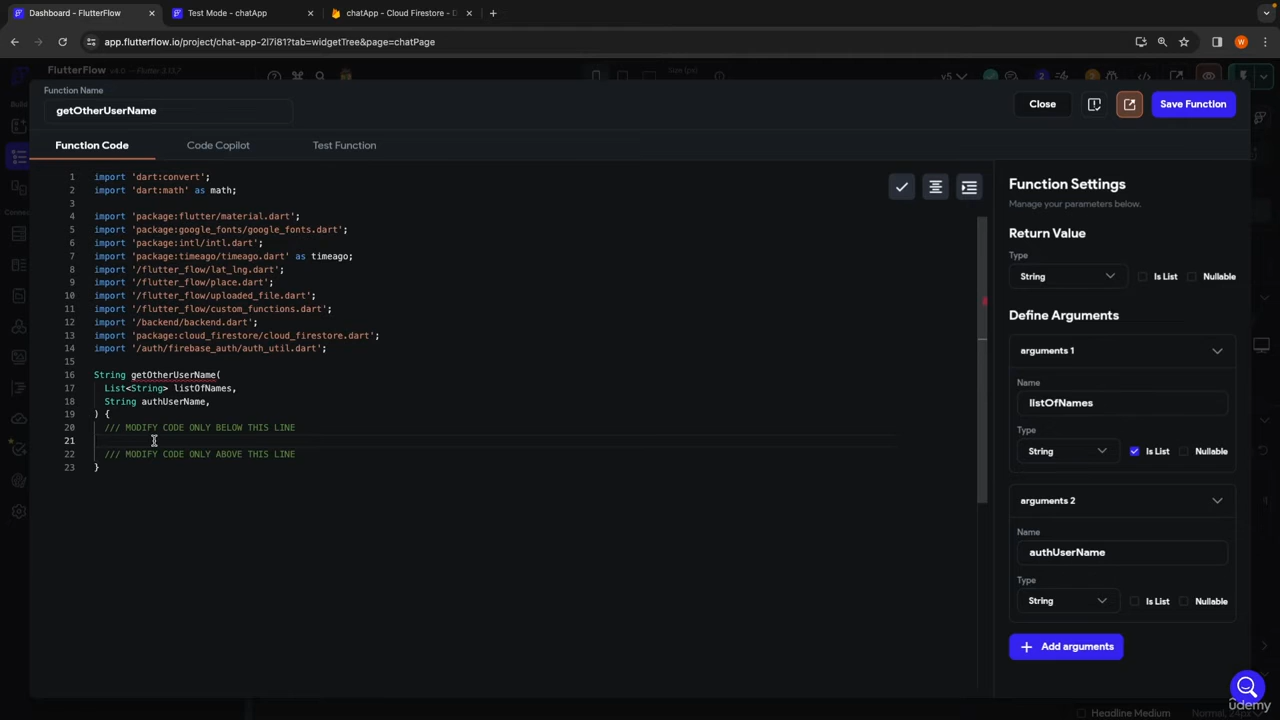 Dashboard - FlutterFlow
Test Mode - chatApp
chatApp - Cloud Firestore - D
app.flutterflow.io/project/chat-app-2l7i81?tab=widgetTree&page=chatPage
W
FlutterFlow
v5
2
Function Name
getOtherUserName
Close
Save Function
Function Code
Code Copilot
Test Function
1 import 'dart:convert';
2 import 'dart:math' as math;
3
4 import 'package:flutter/material.dart';
5 import 'package:google_fonts/google_fonts.dart';
6 import 'package:intl/intl.dart';
7 import 'package:timeago/timeago.dart' as timeago;
8 import '/flutter_flow/lat_lng.dart';
9 import '/flutter_flow/place.dart';
10 import '/flutter_flow/uploaded_file.dart';
11 import '/flutter_flow/custom_functions.dart';
12 import '/backend/backend.dart';
13 import 'package:cloud_firestore/cloud_firestore.dart';
14 import '/auth/firebase_auth/auth_util.dart';
15
16 String getOtherUserName(
17 List<String> listOfNames,
18 String authUserName,
19 ) {
20 /// MODIFY CODE ONLY BELOW THIS LINE
21
22 /// MODIFY CODE ONLY ABOVE THIS LINE
23 }
Function Settings
Manage your parameters below.
Return Value
Type
String
Is List
Nullable
Define Arguments
arguments 1
Name
listOfNames
Type
String
Is List
Nullable
arguments 2
Name
authUserName
Type
String
Is List
Nullable
Add arguments
Headline Medium
Normal, 24px
udemy